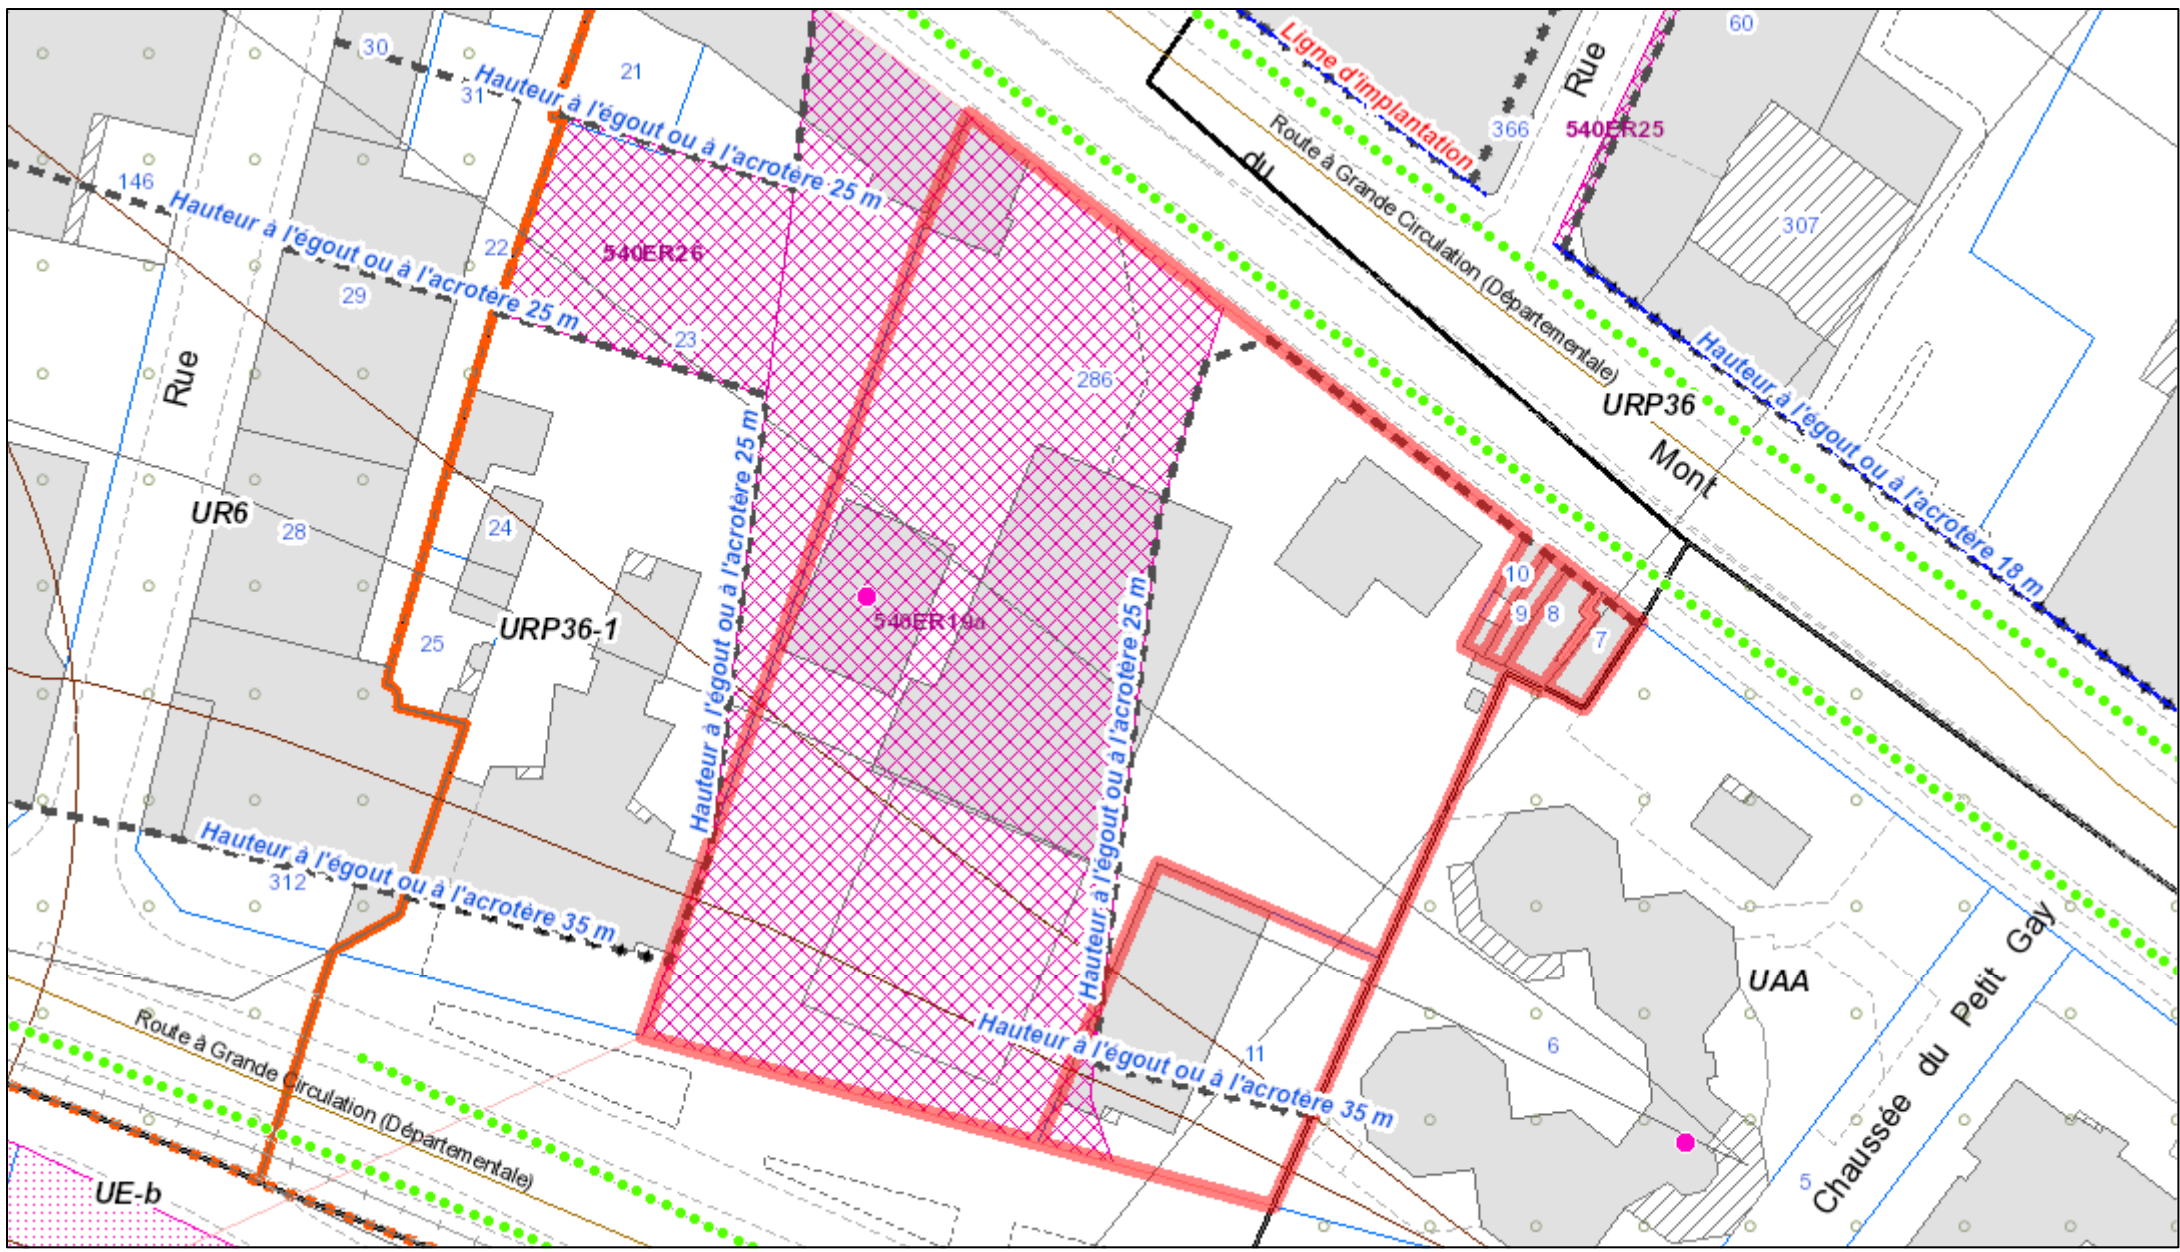 30
31
21
Hauteur à l'égout ou à l'acrotère 25 m
Ligne d'implantation
Rue
60
366
540ER25
146
Hauteur à l'égout ou à l'acrotère 25 m
22
540ER26
du
Route à Grande Circulation (Départementale)
307
29
23
Rue
286
Hauteur à l'égout ou à l'acrotère 18 m
URP36
Mont
UR6
28
24
25
URP36-1
Hauteur à l'égout ou à l'acrotère 25 m
540ER19a
Hauteur à l'égout ou à l'acrotère 25 m
10
9
8
7
Hauteur à l'égout ou à l'acrotère 35 m
312
UAA
Chaussée du Petit Gay
Hauteur à l'égout ou à l'acrotère 35 m
11
6
5
Route à Grande Circulation (Départementale)
UE-b